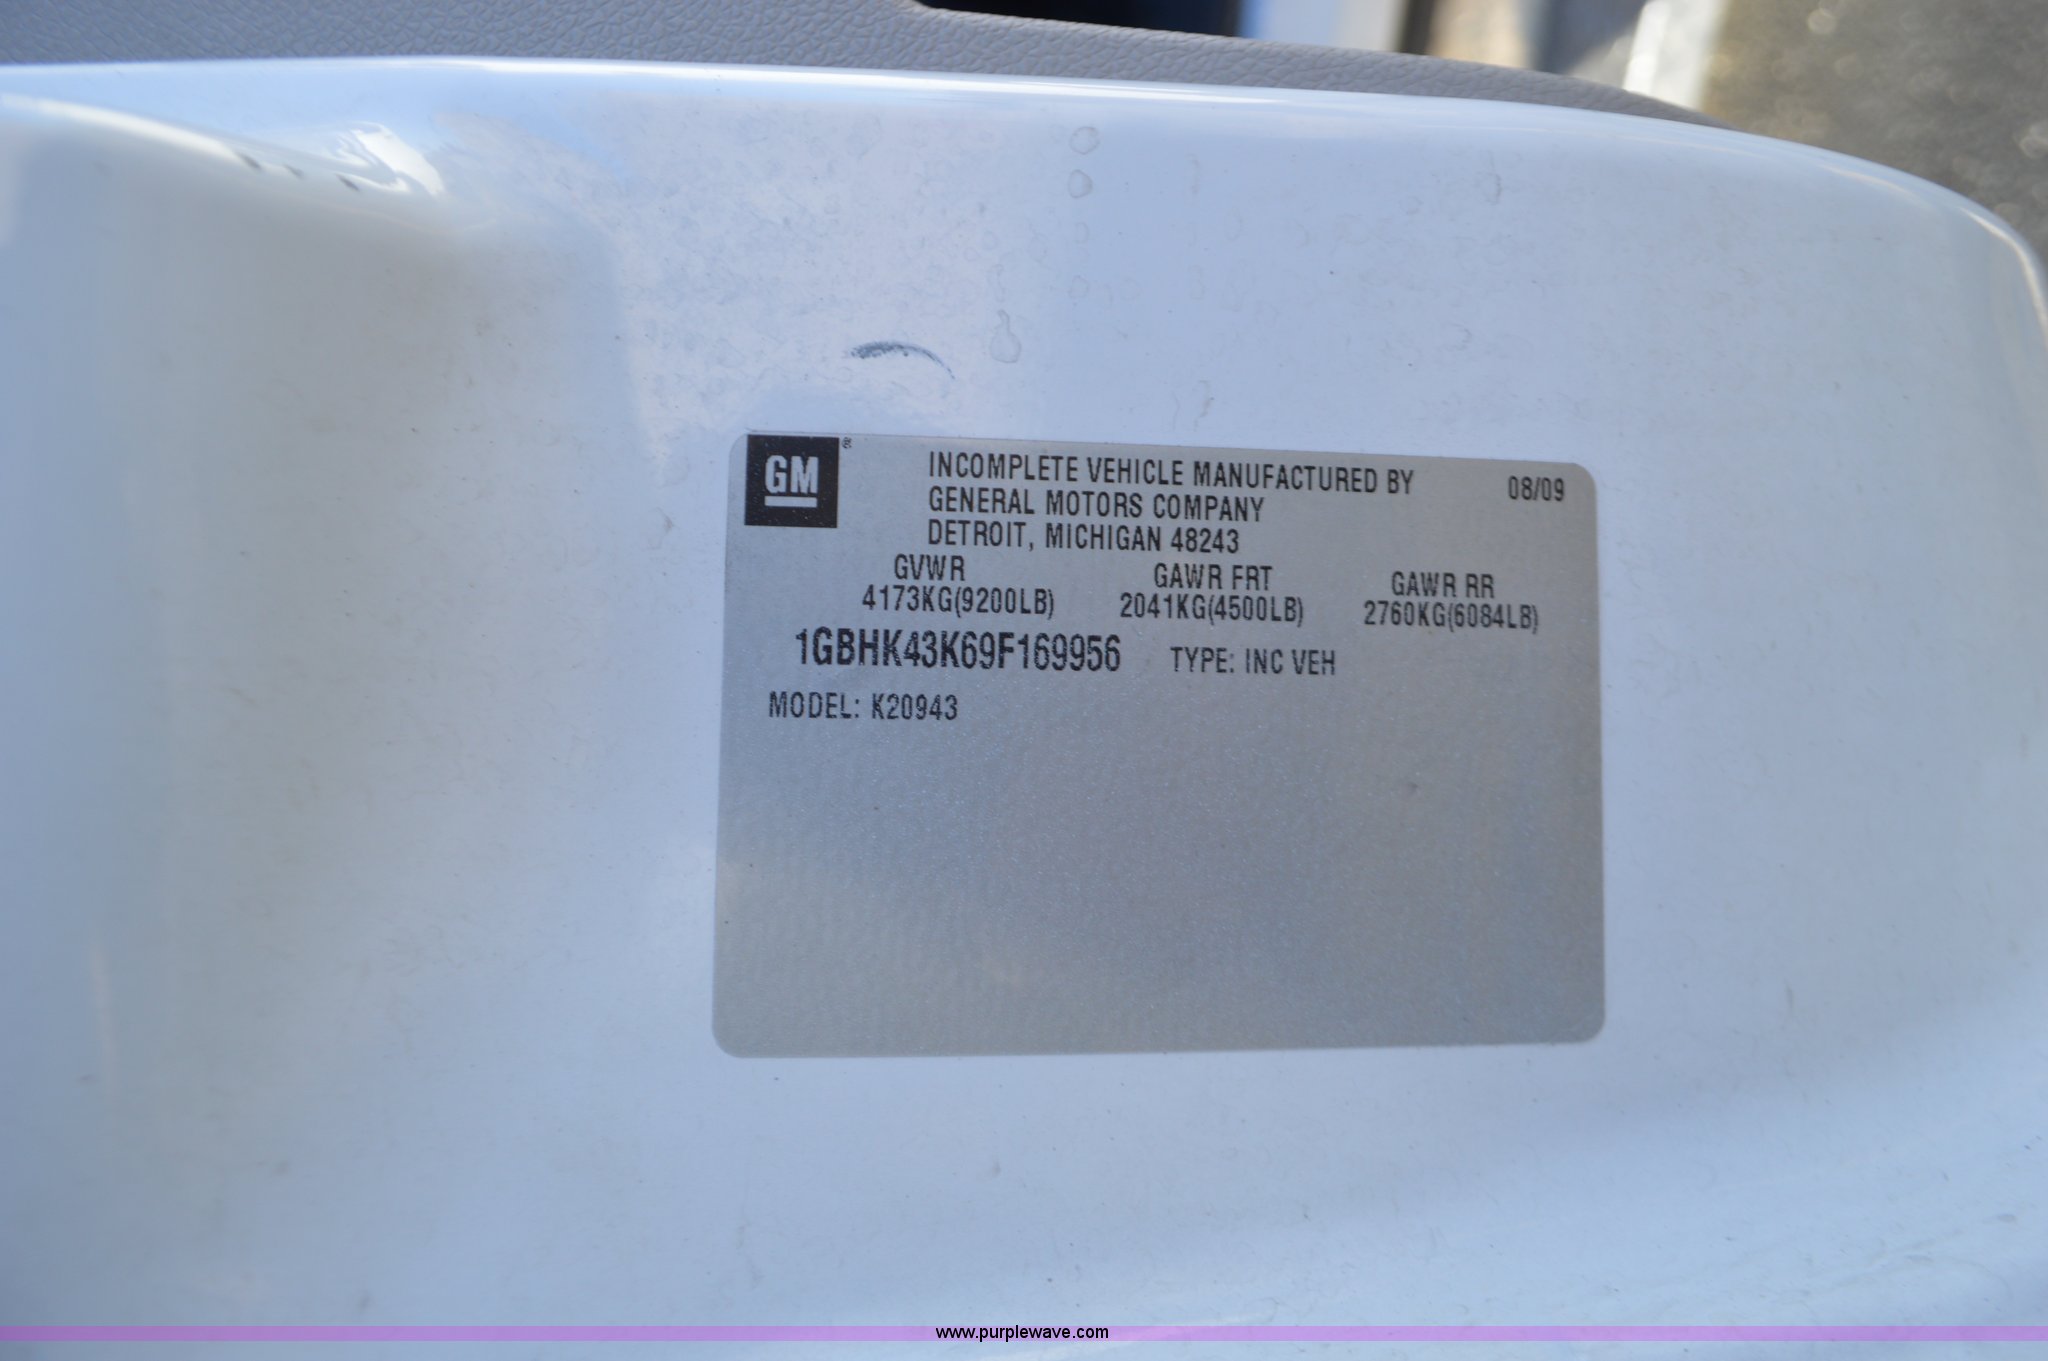 GM ®
INCOMPLETE VEHICLE MANUFACTURED BY 08/09
GENERAL MOTORS COMPANY
DETROIT, MICHIGAN 48243
GVWR GAWR FRT GAWR RR
4173KG(9200LB) 2041KG(4500LB) 2760KG(6084LB)
1GBHK43K69F169956 TYPE: INC VEH
MODEL: K20943
www.purplewave.com